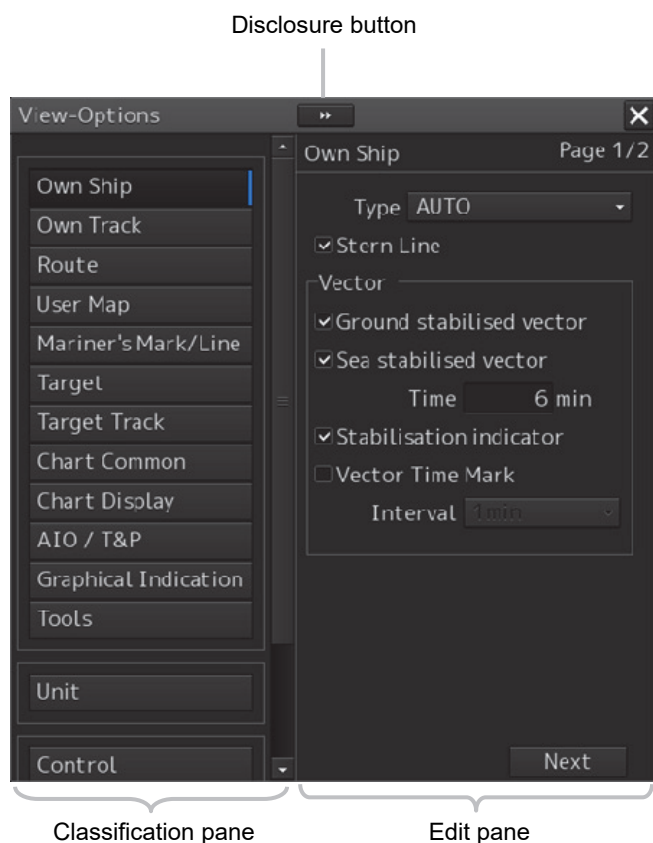 Disclosure button
View-Options
Own Ship Page 1/2
Own Ship
Own Track
Route
User Map
Mariner's Mark/Line
Target
Target Track
Chart Common
Chart Display
AIO / T&P
Graphical Indication
Tools
Unit
Control
Type AUTO
Stern Line
Vector
Ground stabilised vector
Sea stabilised vector
Time 6 min
Stabilisation indicator
Vector Time Mark
Interval 1min
Next
Classification pane
Edit pane